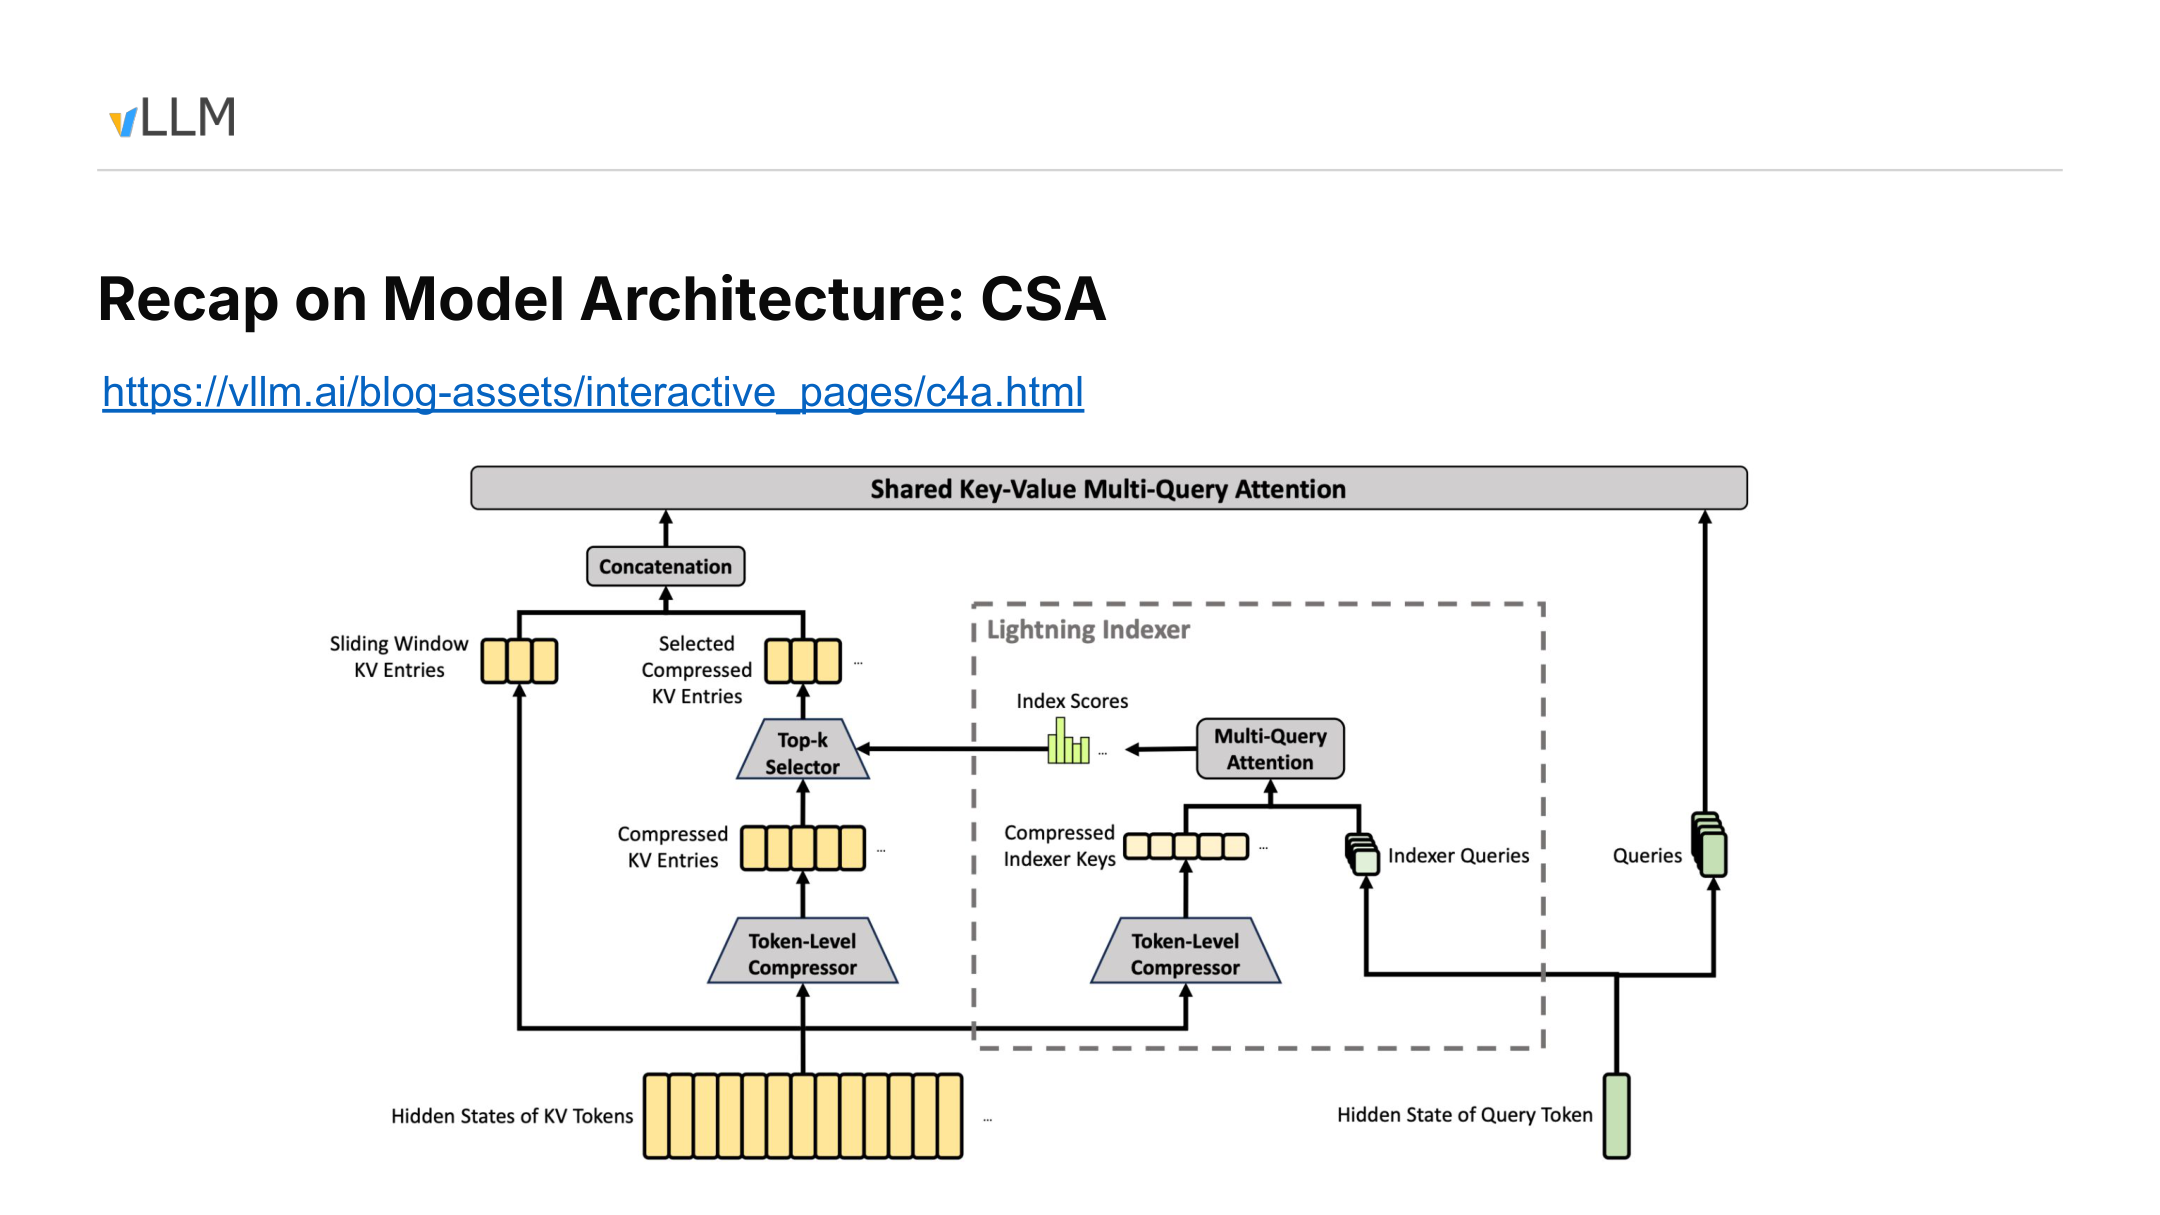 vLLM
Recap on Model Architecture: CSA
https://vllm.ai/blog-assets/interactive_pages/c4a.html
Shared Key-Value Multi-Query Attention
Concatenation
Sliding Window
KV Entries
Selected
Compressed
KV Entries
...
Lightning Indexer
Index Scores
...
Top-k
Selector
Multi-Query
Attention
Compressed
KV Entries
...
Compressed
Indexer Keys
...
Indexer Queries
Queries
Token-Level
Compressor
Token-Level
Compressor
Hidden States of KV Tokens
...
Hidden State of Query Token